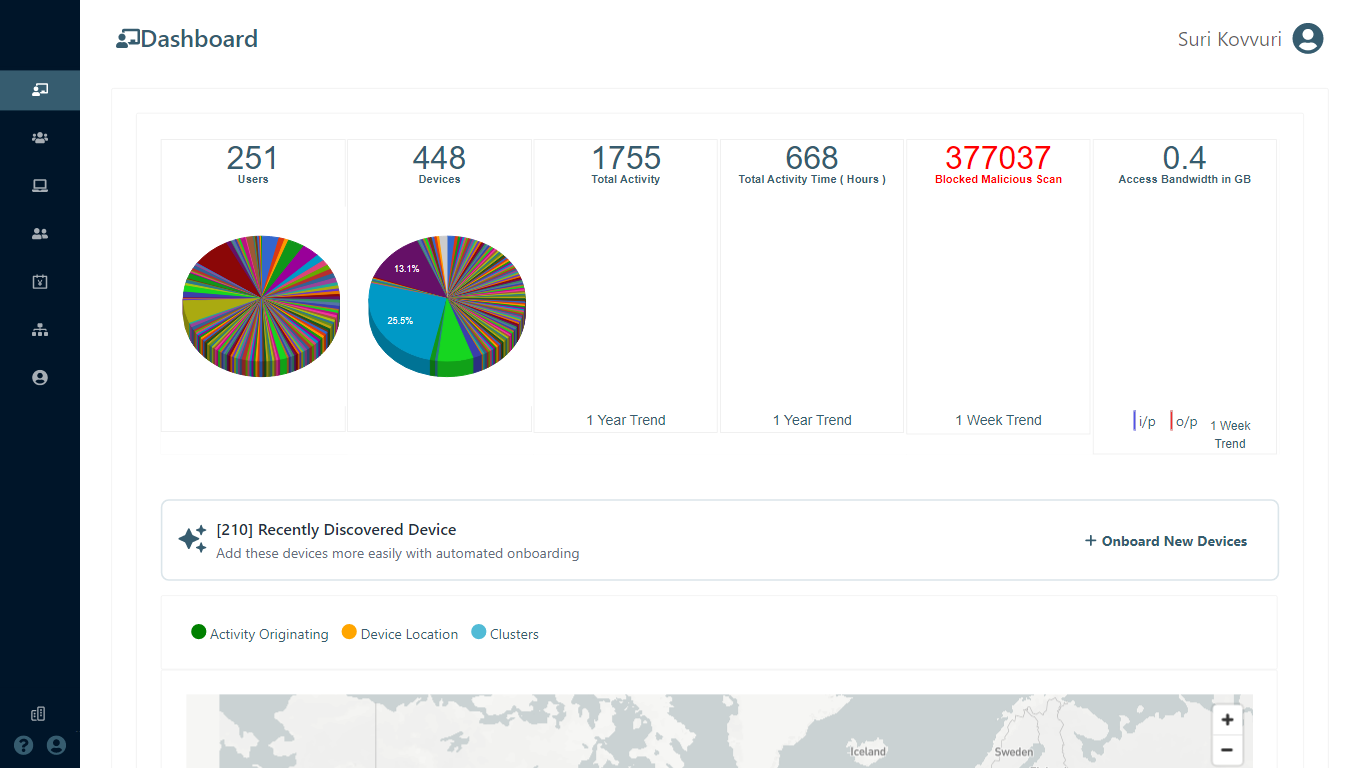 Dashboard
Suri Kovvuri
251
Users
448
Devices
1755
Total Activity
668
Total Activity Time ( Hours )
377037
Blocked Malicious Scan
0.4
Access Bandwidth in GB
13.1%
25.5%
1 Year Trend
1 Year Trend
1 Week Trend
i/p
o/p
1 Week
Trend
[210] Recently Discovered Device
Add these devices more easily with automated onboarding
+ Onboard New Devices
Activity Originating
Device Location
Clusters
Iceland
Sweden
+
−